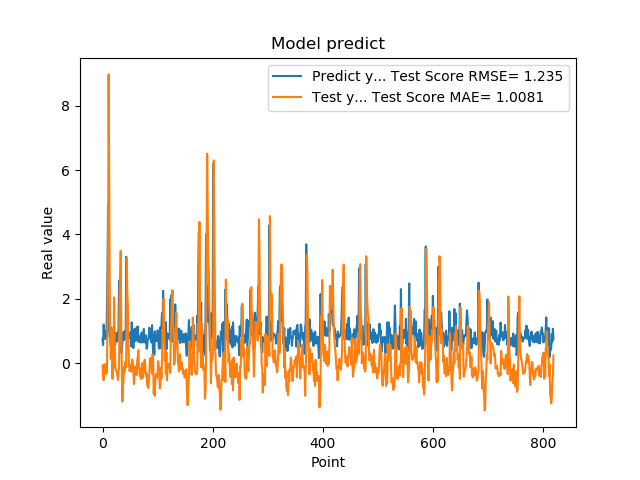 Model predict
Predict y... Test Score RMSE= 1.235
Test y... Test Score MAE= 1.0081
Real value
8
6
4
2
0
0 200 400 600 800
Point